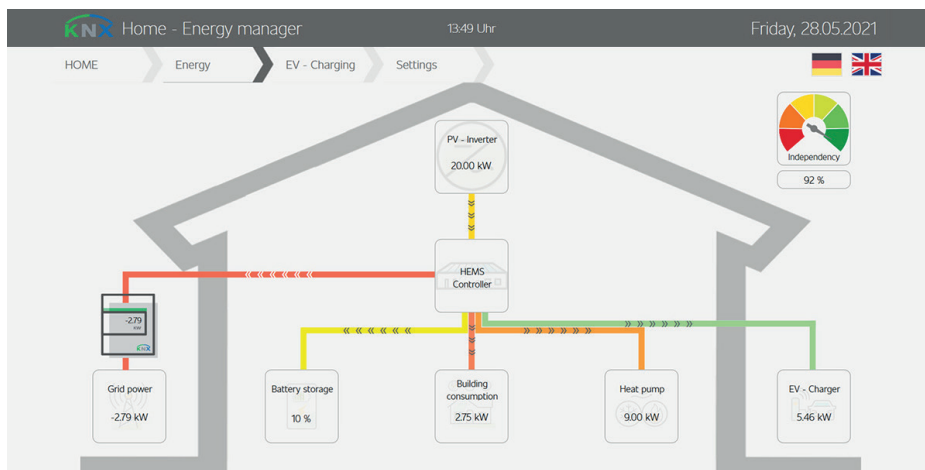 KNX Home - Energy manager 13:49 Uhr Friday, 28.05.2021
HOME Energy EV - Charging Settings
PV - Inverter
20.00 kW
Independency
92 %
HEMS
Controller
-2.79
kW
KNX
Grid power
-2.79 kW
Battery storage
10 %
Building
consumption
2.75 kW
Heat pump
9.00 kW
EV - Charger
5.46 kW